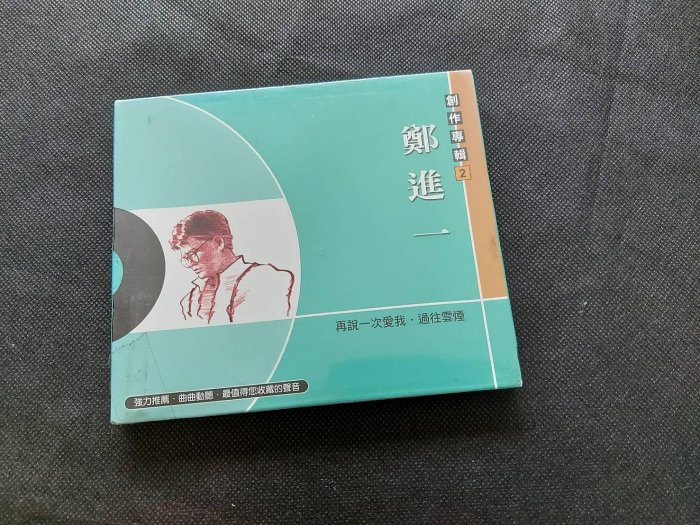 創作專輯2
鄭進一
再說一次愛我．過往雲煙
強力推薦．曲曲動聽．最值得您收藏的聲音